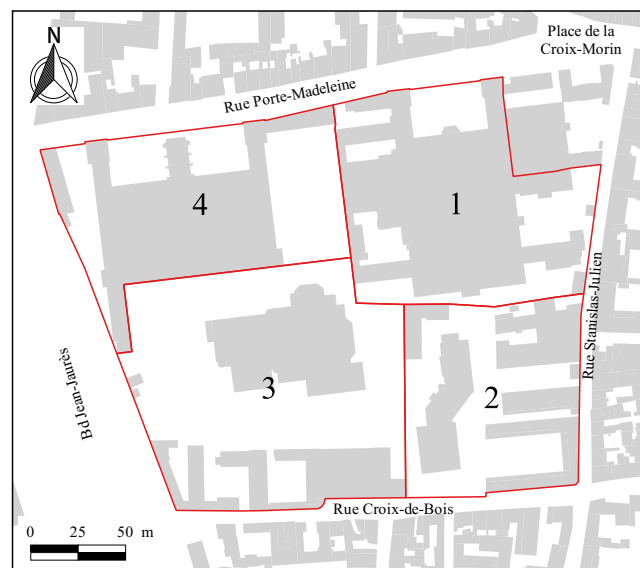 Place de la
Croix-Morin
N
Rue Porte-Madeleine
4
1
Rue Stanislas-Julien
Bd Jean-Jaurès
3
2
Rue Croix-de-Bois
0 25 50 m